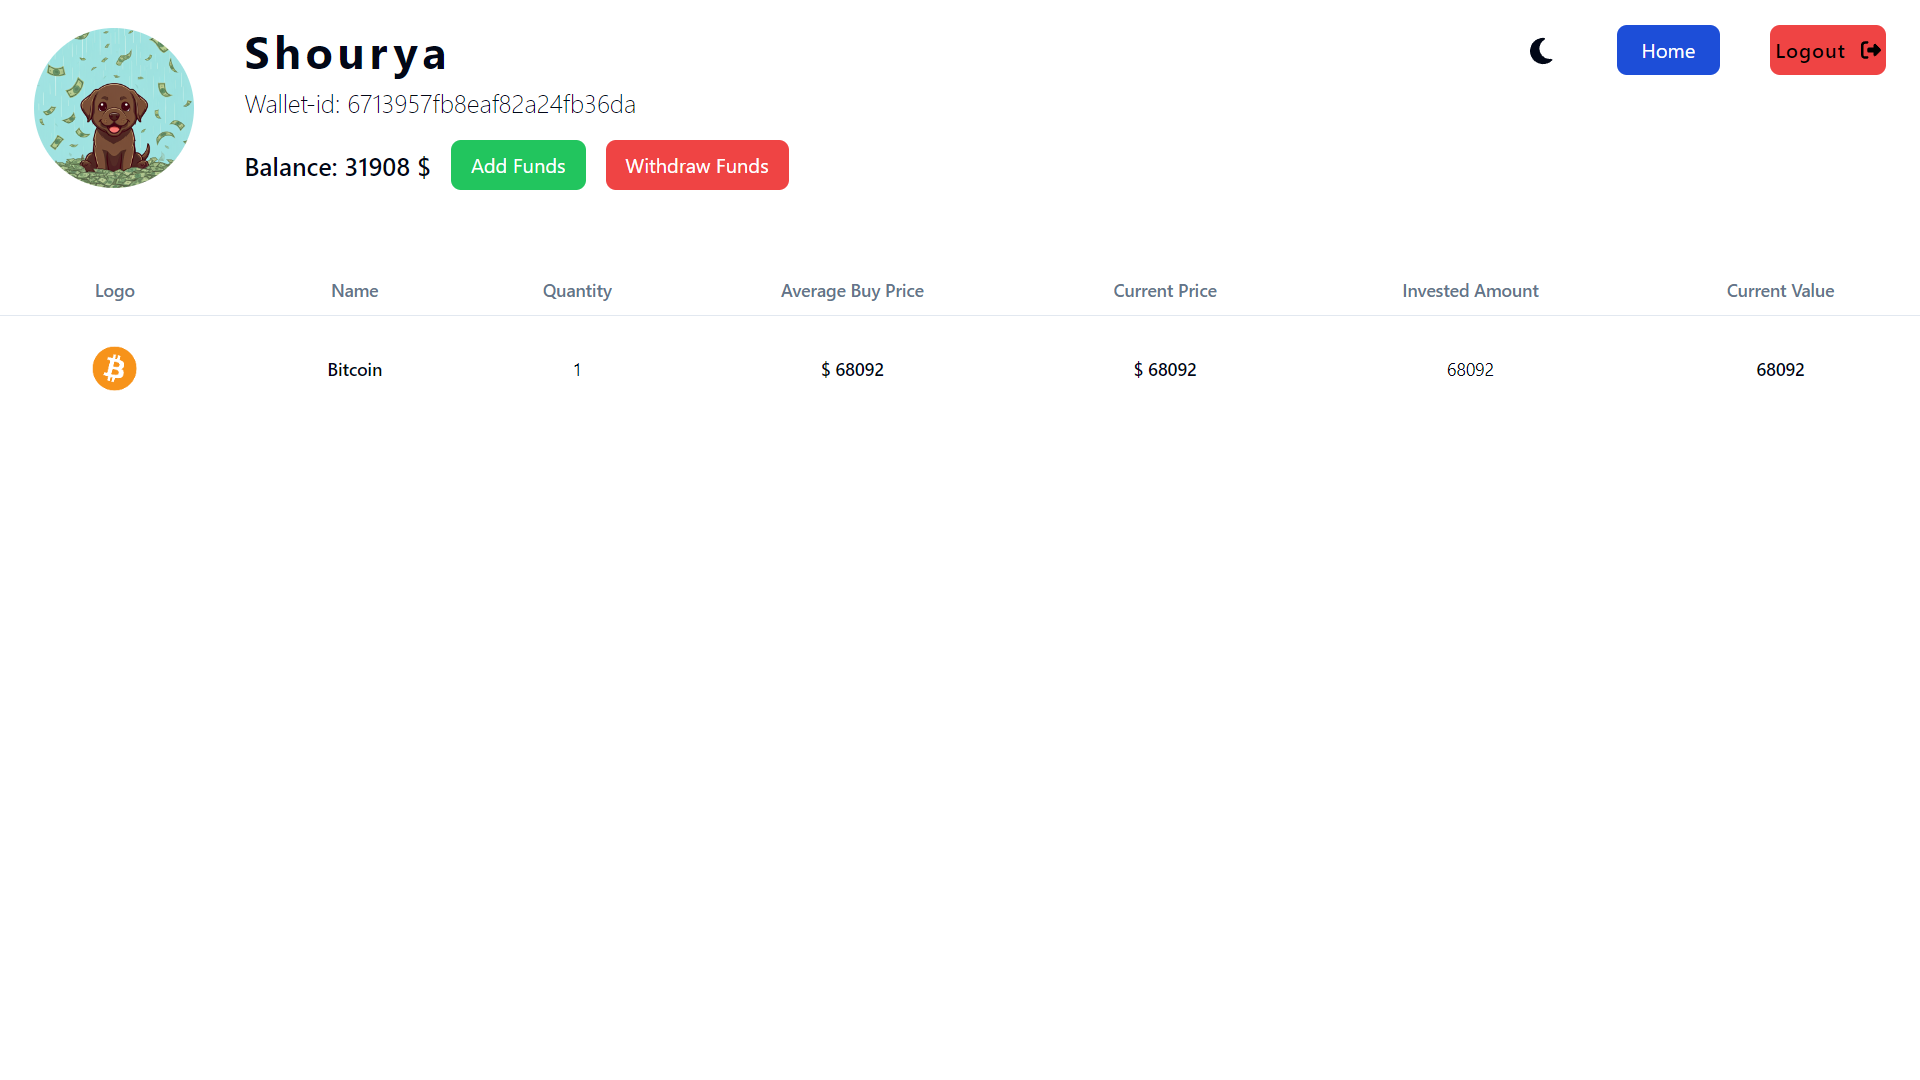 Shourya
Home
Logout
Wallet-id: 6713957fb8eaf82a24fb36da
Balance: 31908 $
Add Funds
Withdraw Funds
Logo Name Quantity Average Buy Price Current Price Invested Amount Current Value
Bitcoin 1 $ 68092 $ 68092 68092 68092